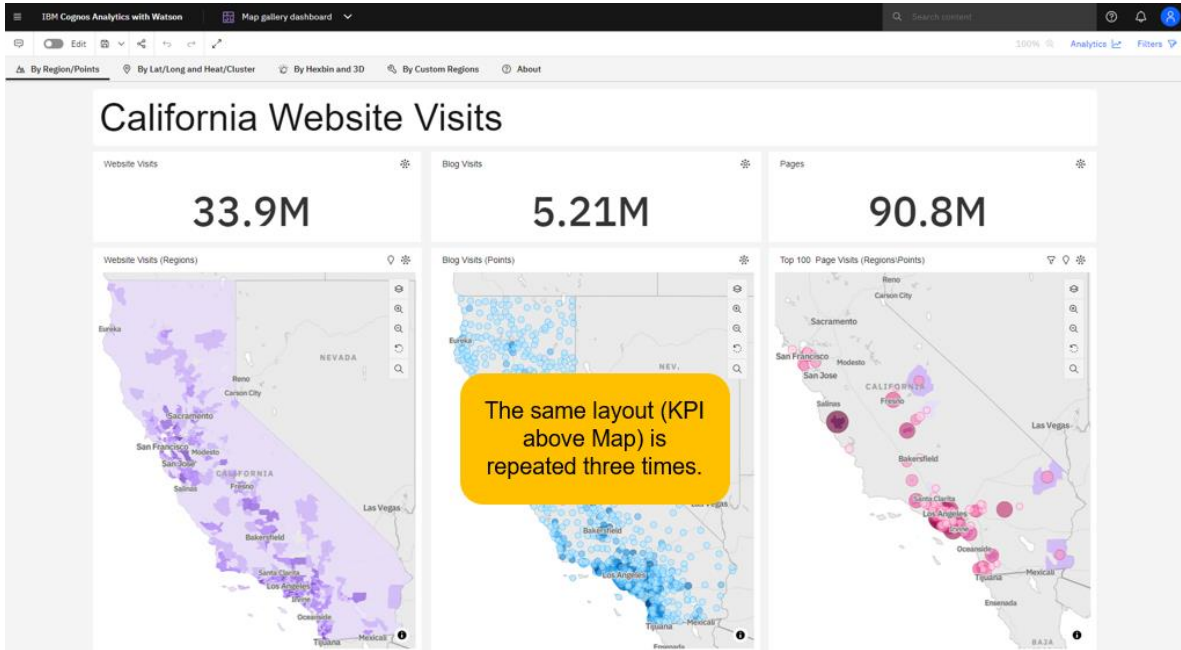 IBM Cognos Analytics with Watson
Map gallery dashboard
Search content
Edit
100%
Analytics
Filters
By Region/Points
By Lat/Long and Heat/Cluster
By Hexbin and 3D
By Custom Regions
About
California Website Visits
Website Visits
33.9M
Blog Visits
5.21M
Pages
90.8M
Website Visits (Regions)
Eureka
NEVADA
Reno
Carson City
Sacramento
San Francisco
Modesto
San Jose
CALIFORNIA
Salinas
Fresno
Las Vegas
Bakersfield
Santa Clarita
Los Angeles
Irvine
Oceanside
Tijuana
Mexicali
Blog Visits (Points)
Eureka
NEV.
The same layout (KPI
above Map) is
repeated three times.
Las Vegas
Bakersfield
Los Angeles
Tijuana
Mexicali
Ensenada
Top 100 Page Visits (Regions\Points)
Reno
Carson City
Sacramento
San Francisco
Modesto
San Jose
CALIFORNIA
Salinas
Fresno
Las Vegas
Bakersfield
Santa Clarita
Los Angeles
Irvine
Oceanside
Tijuana
Mexicali
Ensenada
BAJA